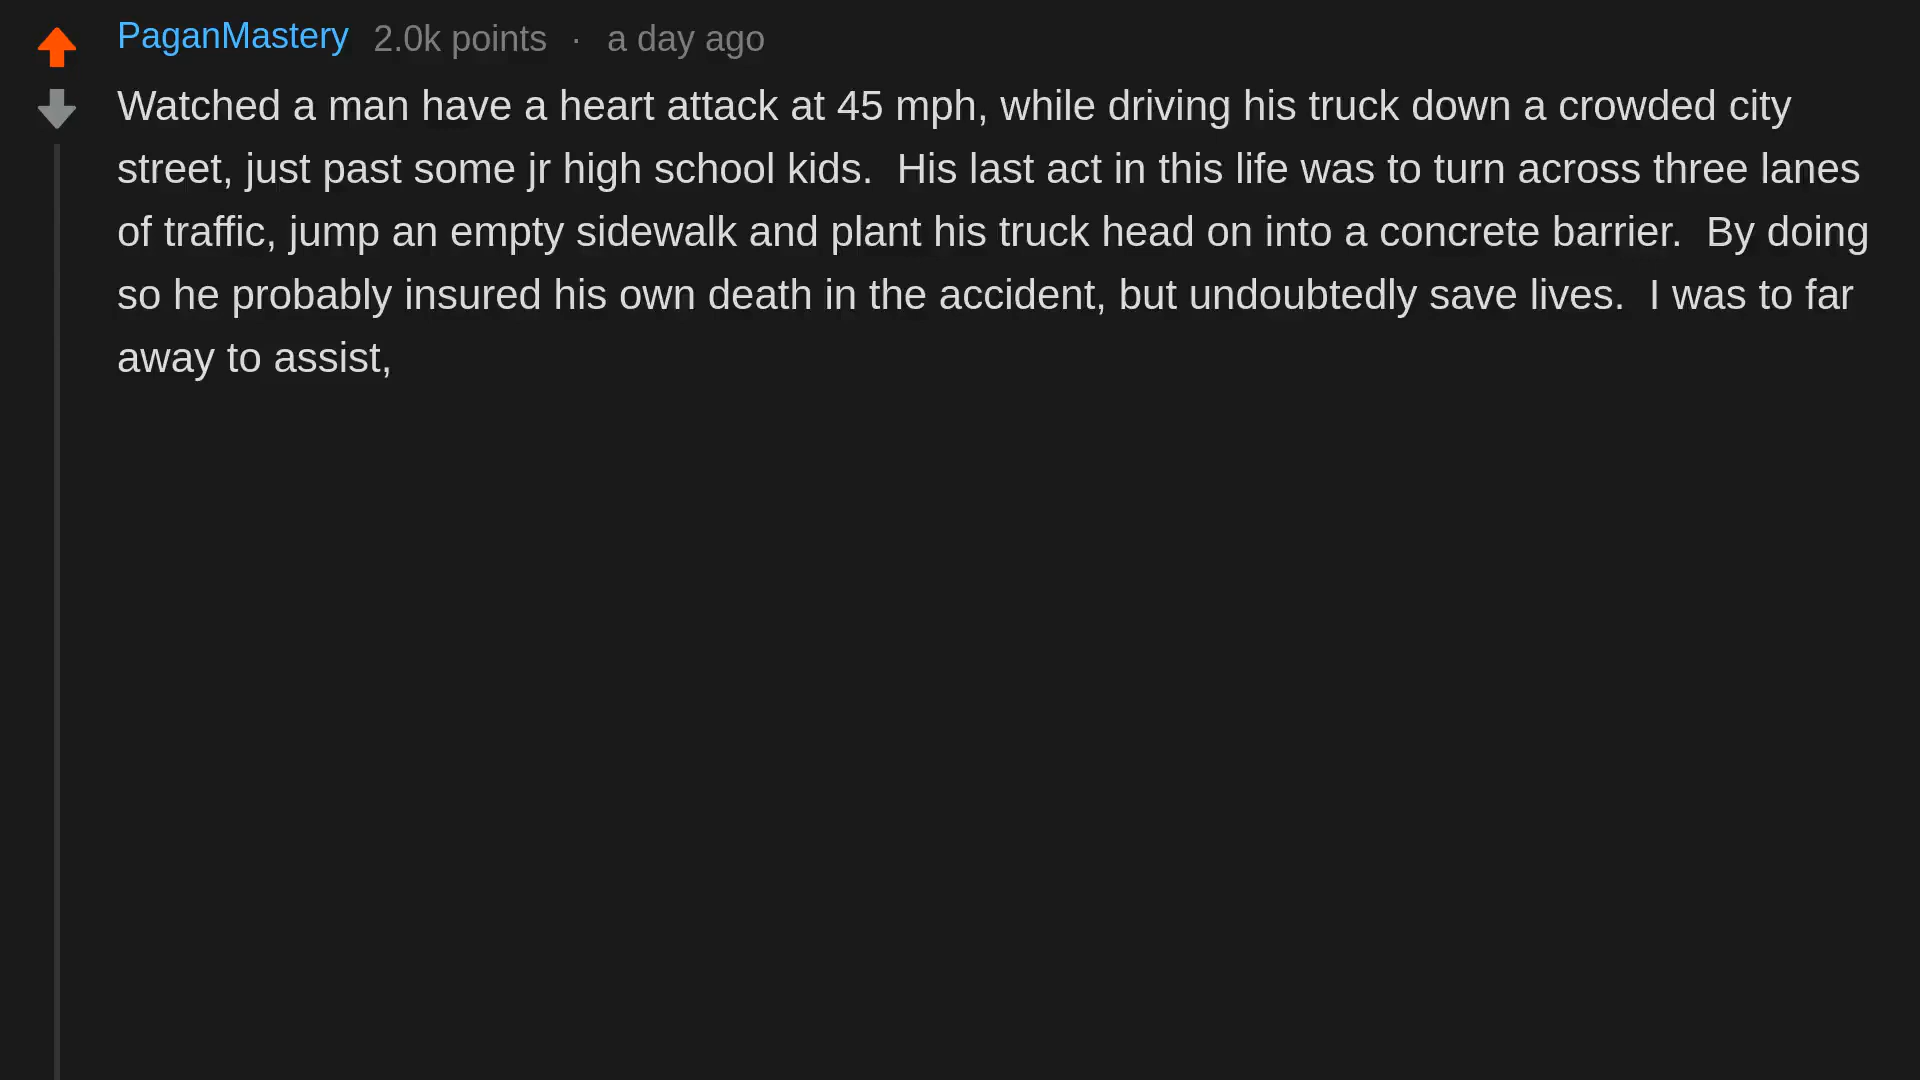 PaganMastery 2.0k points · a day ago
Watched a man have a heart attack at 45 mph, while driving his truck down a crowded city
street, just past some jr high school kids.  His last act in this life was to turn across three lanes
of traffic, jump an empty sidewalk and plant his truck head on into a concrete barrier.  By doing
so he probably insured his own death in the accident, but undoubtedly save lives.  I was to far
away to assist,